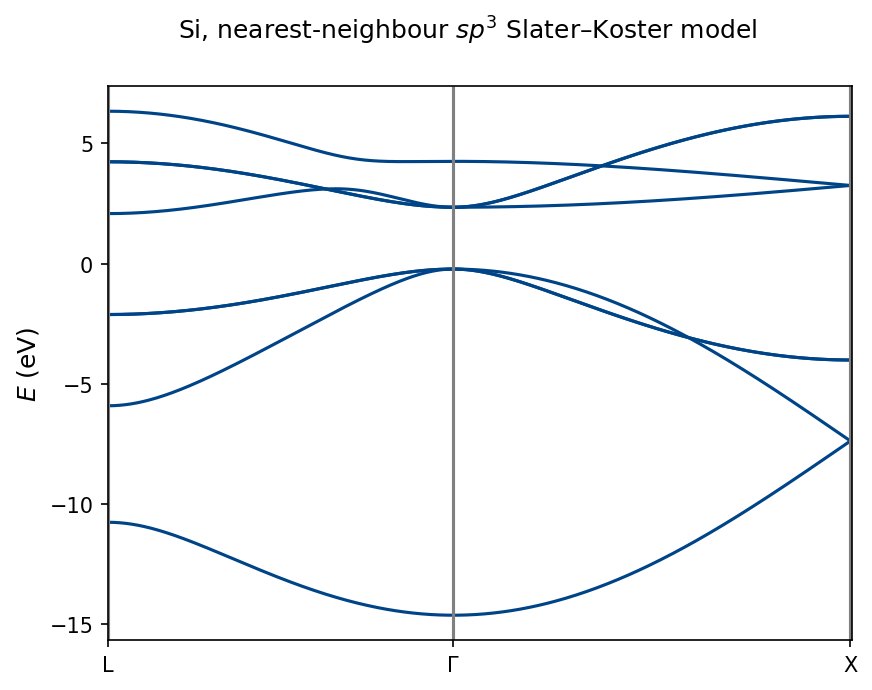 Si, nearest-neighbour sp³ Slater–Koster model
5
0
−5
−10
−15
E (eV)
L Γ X